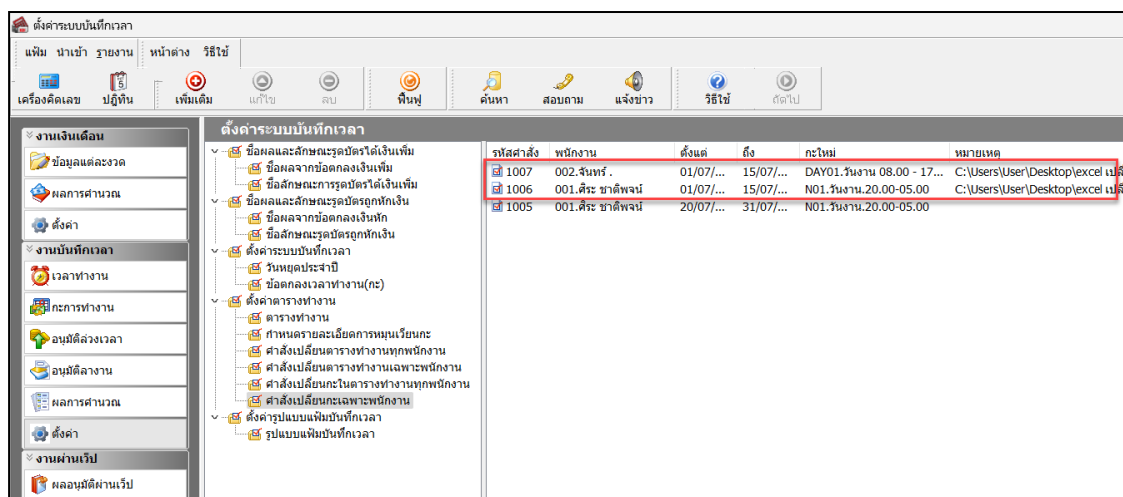 ตั้งค่าระบบบันทึกเวลา
แฟ้ม นำเข้า รายงาน หน้าต่าง วิธีใช้
5
เครื่องคิดเลข ปฏิทิน เพิ่มเติม แก้ไข ลบ ฟื้นฟู ค้นหา สอบถาม แจ้งข่าว วิธีใช้ ถัดไป
งานเงินเดือน
ข้อมูลแต่ละงวด
ผลการคำนวณ
ตั้งค่า
งานบันทึกเวลา
เวลาทำงาน
กะการทำงาน
อนุมัติล่วงเวลา
อนุมัติลางาน
ผลการคำนวณ
ตั้งค่า
งานผ่านเว็ป
ผลอนุมัติผ่านเว็ป
ตั้งค่าระบบบันทึกเวลา
ชื่อผลและลักษณะรูดบัตรได้เงินเพิ่ม
ชื่อผลจากข้อตกลงเงินเพิ่ม
ชื่อลักษณะการรูดบัตรได้เงินเพิ่ม
ชื่อผลและลักษณะรูดบัตรถูกหักเงิน
ชื่อผลจากข้อตกลงเงินหัก
ชื่อลักษณะรูดบัตรถูกหักเงิน
ตั้งค่าระบบบันทึกเวลา
วันหยุดประจำปี
ข้อตกลงเวลาทำงาน(กะ)
ตั้งค่าตารางทำงาน
ตารางทำงาน
กำหนดรายละเอียดการหมุนเวียนกะ
คำสั่งเปลี่ยนตารางทำงานทุกพนักงาน
คำสั่งเปลี่ยนตารางทำงานเฉพาะพนักงาน
คำสั่งเปลี่ยนกะในตารางทำงานทุกพนักงาน
คำสั่งเปลี่ยนกะเฉพาะพนักงาน
ตั้งค่ารูปแบบแฟ้มบันทึกเวลา
รูปแบบแฟ้มบันทึกเวลา
รหัสคำสั่ง พนักงาน ตั้งแต่ ถึง กะใหม่ หมายเหตุ
1007 002.จันทร์ . 01/07/... 15/07/... DAY01.วันงาน 08.00 - 17... C:\Users\User\Desktop\excel เปลี
1006 001.ศิระ ชาติพจน์ 01/07/... 15/07/... N01.วันงาน.20.00-05.00 C:\Users\User\Desktop\excel เปลี
1005 001.ศิระ ชาติพจน์ 20/07/... 31/07/... N01.วันงาน.20.00-05.00